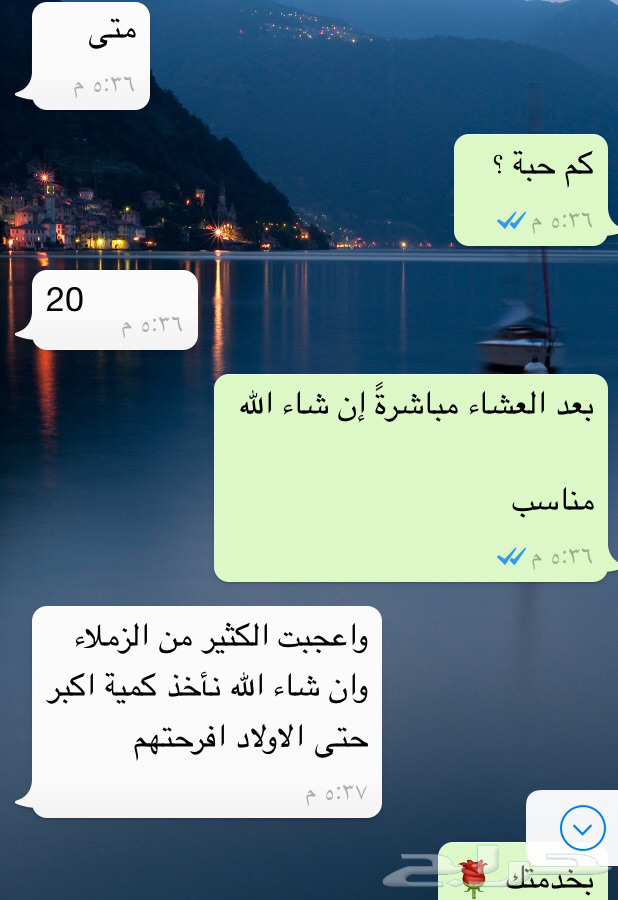 متى
٥:٣٦ م
كم حبة ؟
٥:٣٦ م
20
٥:٣٦ م
بعد العشاء مباشرةً إن شاء الله
مناسب
٥:٣٦ م
واعجبت الكثير من الزملاء
وان شاء الله نأخذ كمية اكبر
حتى الاولاد افرحتهم
٥:٣٧ م
بخدمتك 🌹
حراج